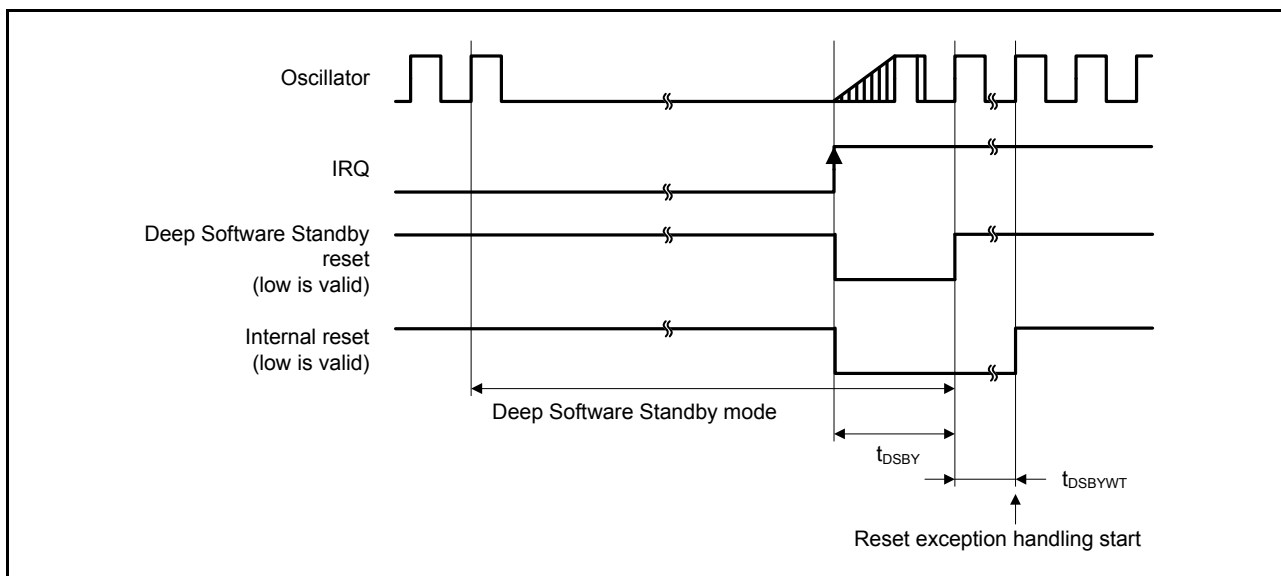 Oscillator
IRQ
Deep Software Standby
reset
(low is valid)
Internal reset
(low is valid)
Deep Software Standby mode
tDSBY
tDSBYWT
Reset exception handling start